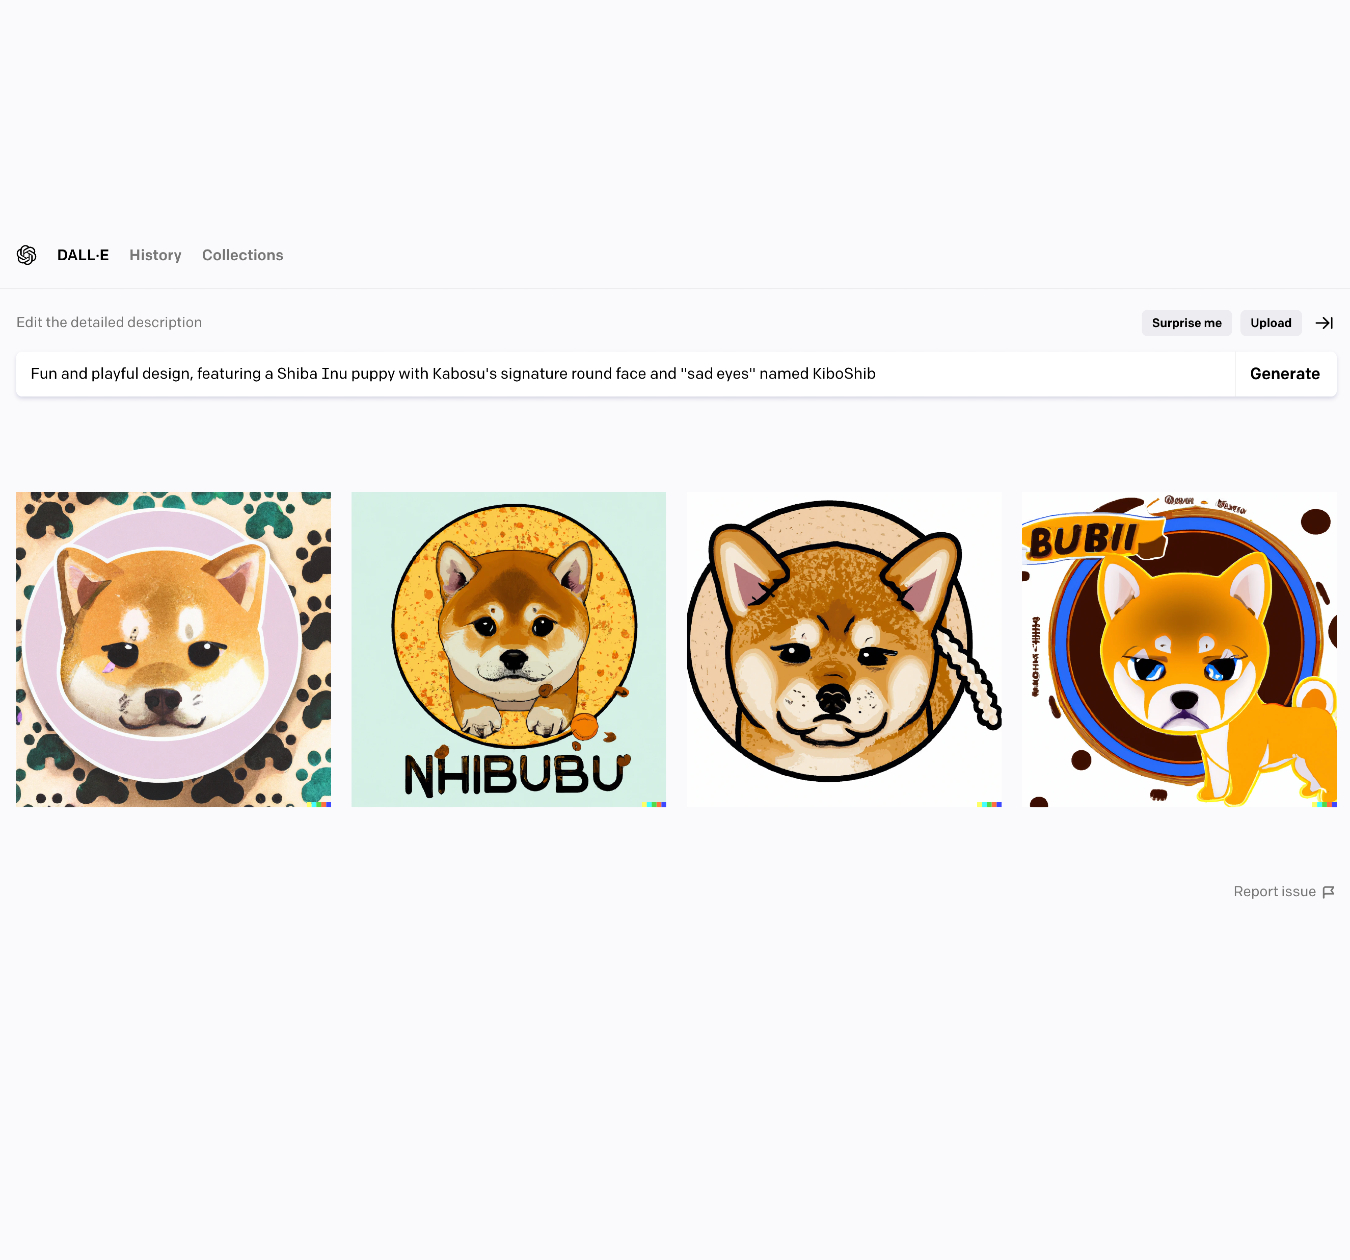 DALL·E History Collections
Edit the detailed description
Surprise me Upload
Fun and playful design, featuring a Shiba Inu puppy with Kabosu's signature round face and "sad eyes" named KiboShib
Generate
NHIBUBU
BUBII
Report issue